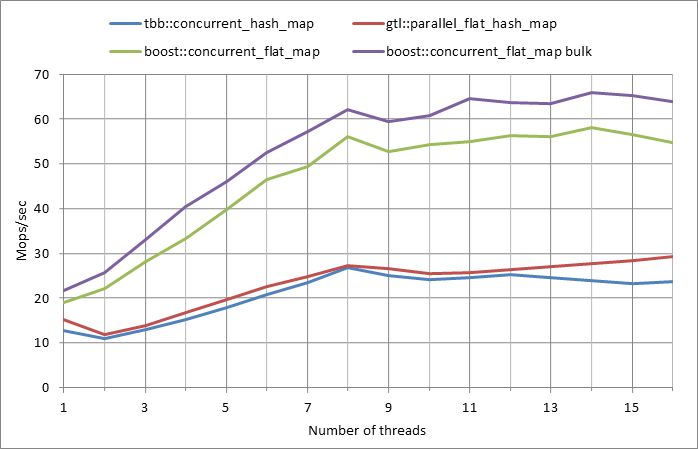 tbb::concurrent_hash_map gtl::parallel_flat_hash_map
boost::concurrent_flat_map boost::concurrent_flat_map bulk
70
60
50
40
30
20
10
0
Mops/sec
1 3 5 7 9 11 13 15
Number of threads